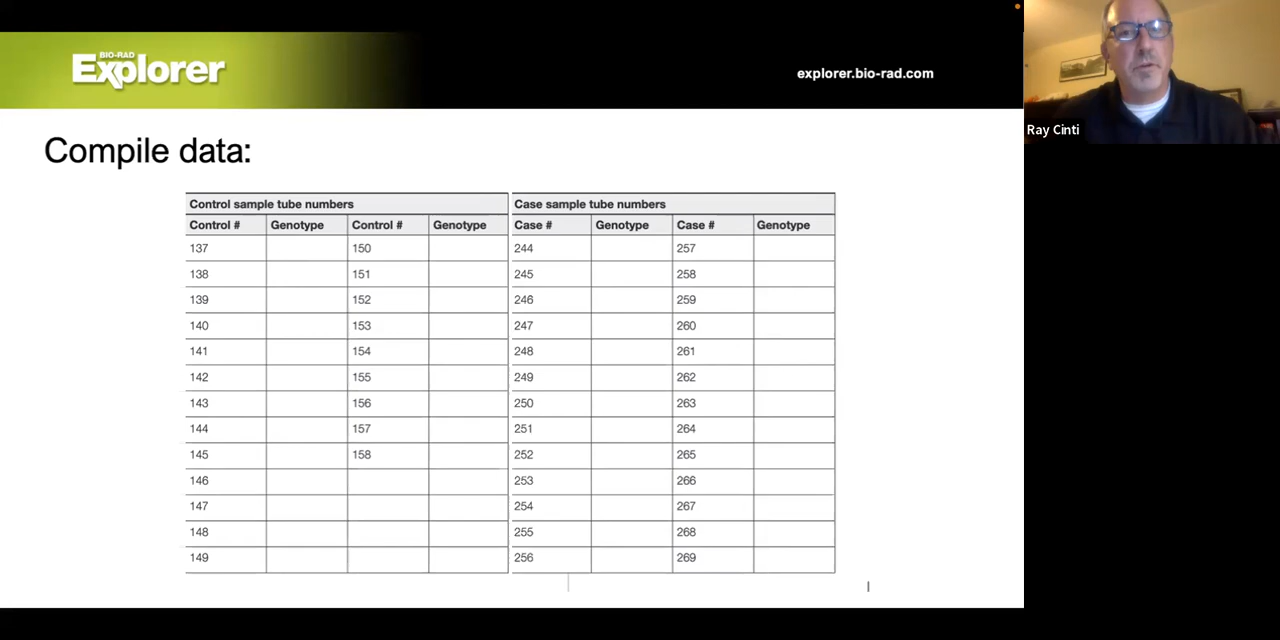 BIO-RAD
Explorer
explorer.bio-rad.com
Ray Cinti
Compile data:
Control sample tube numbers Case sample tube numbers
Control # Genotype Control # Genotype Case # Genotype Case # Genotype
137 150 244 257
138 151 245 258
139 152 246 259
140 153 247 260
141 154 248 261
142 155 249 262
143 156 250 263
144 157 251 264
145 158 252 265
146 253 266
147 254 267
148 255 268
149 256 269